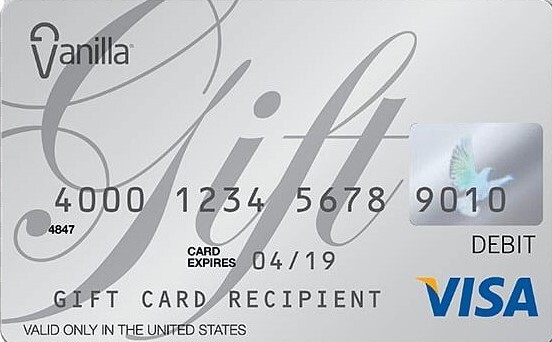 Vanilla
Gift
4000 1234 5678 9010
4847
DEBIT
CARD
EXPIRES 04/19
GIFT CARD RECIPIENT
VISA
VALID ONLY IN THE UNITED STATES